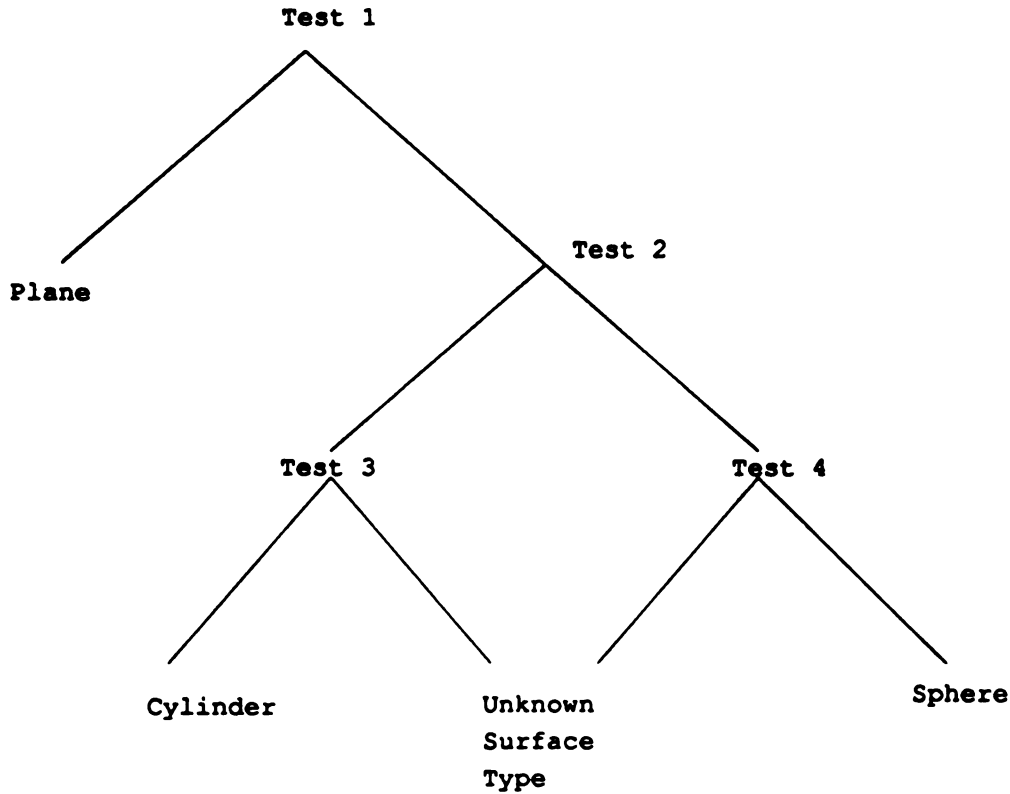 Test 1
Test 2
Plane
Test 3
Test 4
Cylinder
Unknown
Surface
Type
Sphere